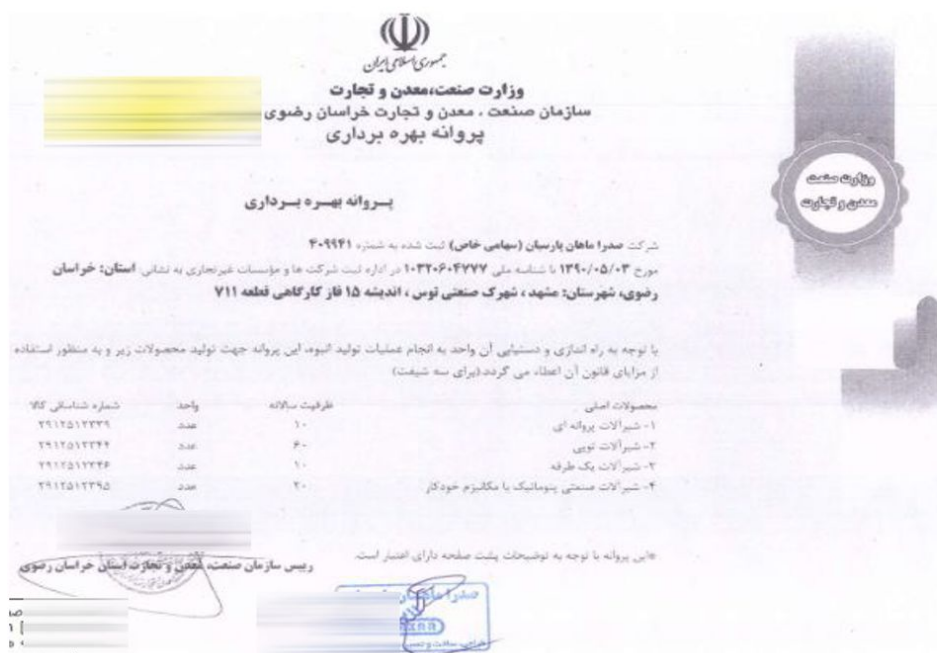 جمهوری اسلامی ایران
وزارت صنعت،معدن و تجارت
سازمان صنعت ، معدن و تجارت خراسان رضوی
پروانه بهره برداری
وزارت صنعت
معدن و تجارت
پروانه بهره برداری
شرکت صدرا ماهان پارسیان (سهامی خاص) ثبت شده به شماره ۴۰۹۹۴۱
مورخ ۱۳۹۰/۰۵/۰۳ با شناسه ملی ۱۰۳۲۰۶۰۴۷۷۷ در اداره ثبت شرکت ها و مؤسسات غیرتجاری به نشانی: استان: خراسان
رضوی، شهرستان: مشهد ، شهرک صنعتی توس ، اندیشه ۱۵ فاز کارگاهی قطعه ۷۱۱
با توجه به راه اندازی و دستیابی آن واحد به انجام عملیات تولید انبوه، این پروانه جهت تولید محصولات زیر و به منظور استفاده
از مزایای قانون آن اعطاء می گردد.(برای سه شیفت)
محصولات اصلی ظرفیت سالانه واحد شماره شناسائی کالا
۱- شیرآلات پروانه ای ۱۰ عدد ۲۹۱۲۵۱۲۳۳۹
۲- شیرآلات توپی ۶۰ عدد ۲۹۱۲۵۱۲۳۴۴
۳- شیرآلات یک طرفه ۱۰ عدد ۲۹۱۲۵۱۲۳۴۶
۴- شیرآلات صنعتی پنوماتیک با مکانیزم خودکار ۲۰ عدد ۲۹۱۲۵۱۲۳۹۵
*این پروانه با توجه به توضیحات پشت صفحه دارای اعتبار است.
رییس سازمان صنعت، معدن و تجارت استان خراسان رضوی
صدرا